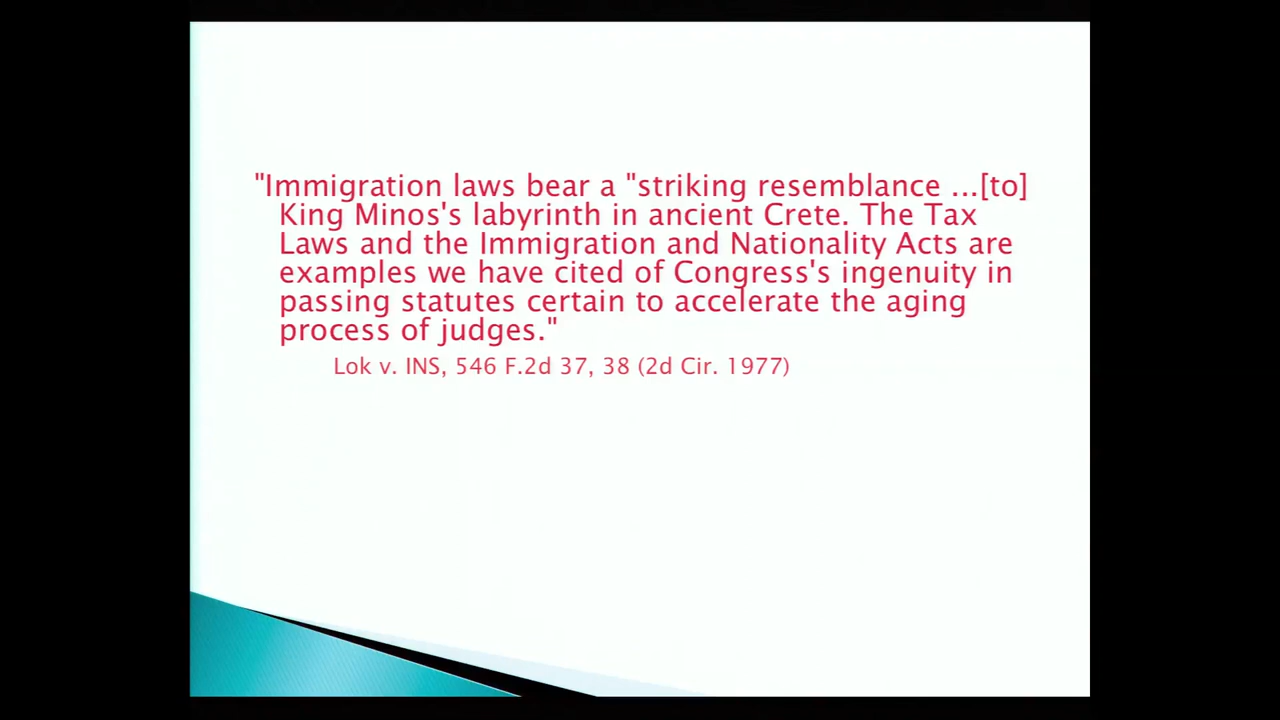 "Immigration laws bear a "striking resemblance ...[to]
King Minos's labyrinth in ancient Crete. The Tax
Laws and the Immigration and Nationality Acts are
examples we have cited of Congress's ingenuity in
passing statutes certain to accelerate the aging
process of judges."
Lok v. INS, 546 F.2d 37, 38 (2d Cir. 1977)